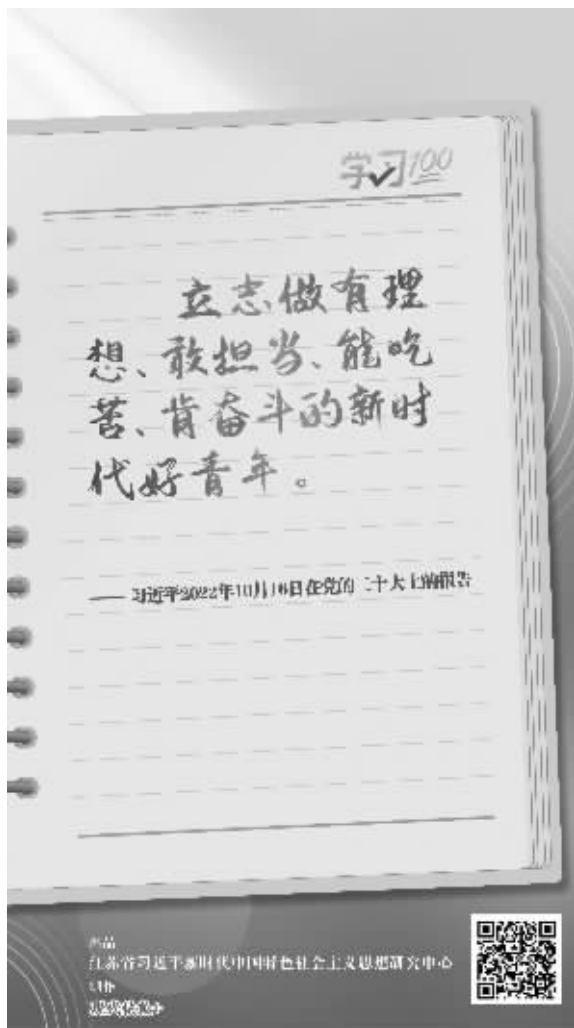 学习100
立志做有理
想、敢担当、能吃
苦、肯奋斗的新时
代好青年。
—— 习近平2022年10月16日在党的二十大上的报告
出品
江苏省习近平新时代中国特色社会主义思想研究中心
制作